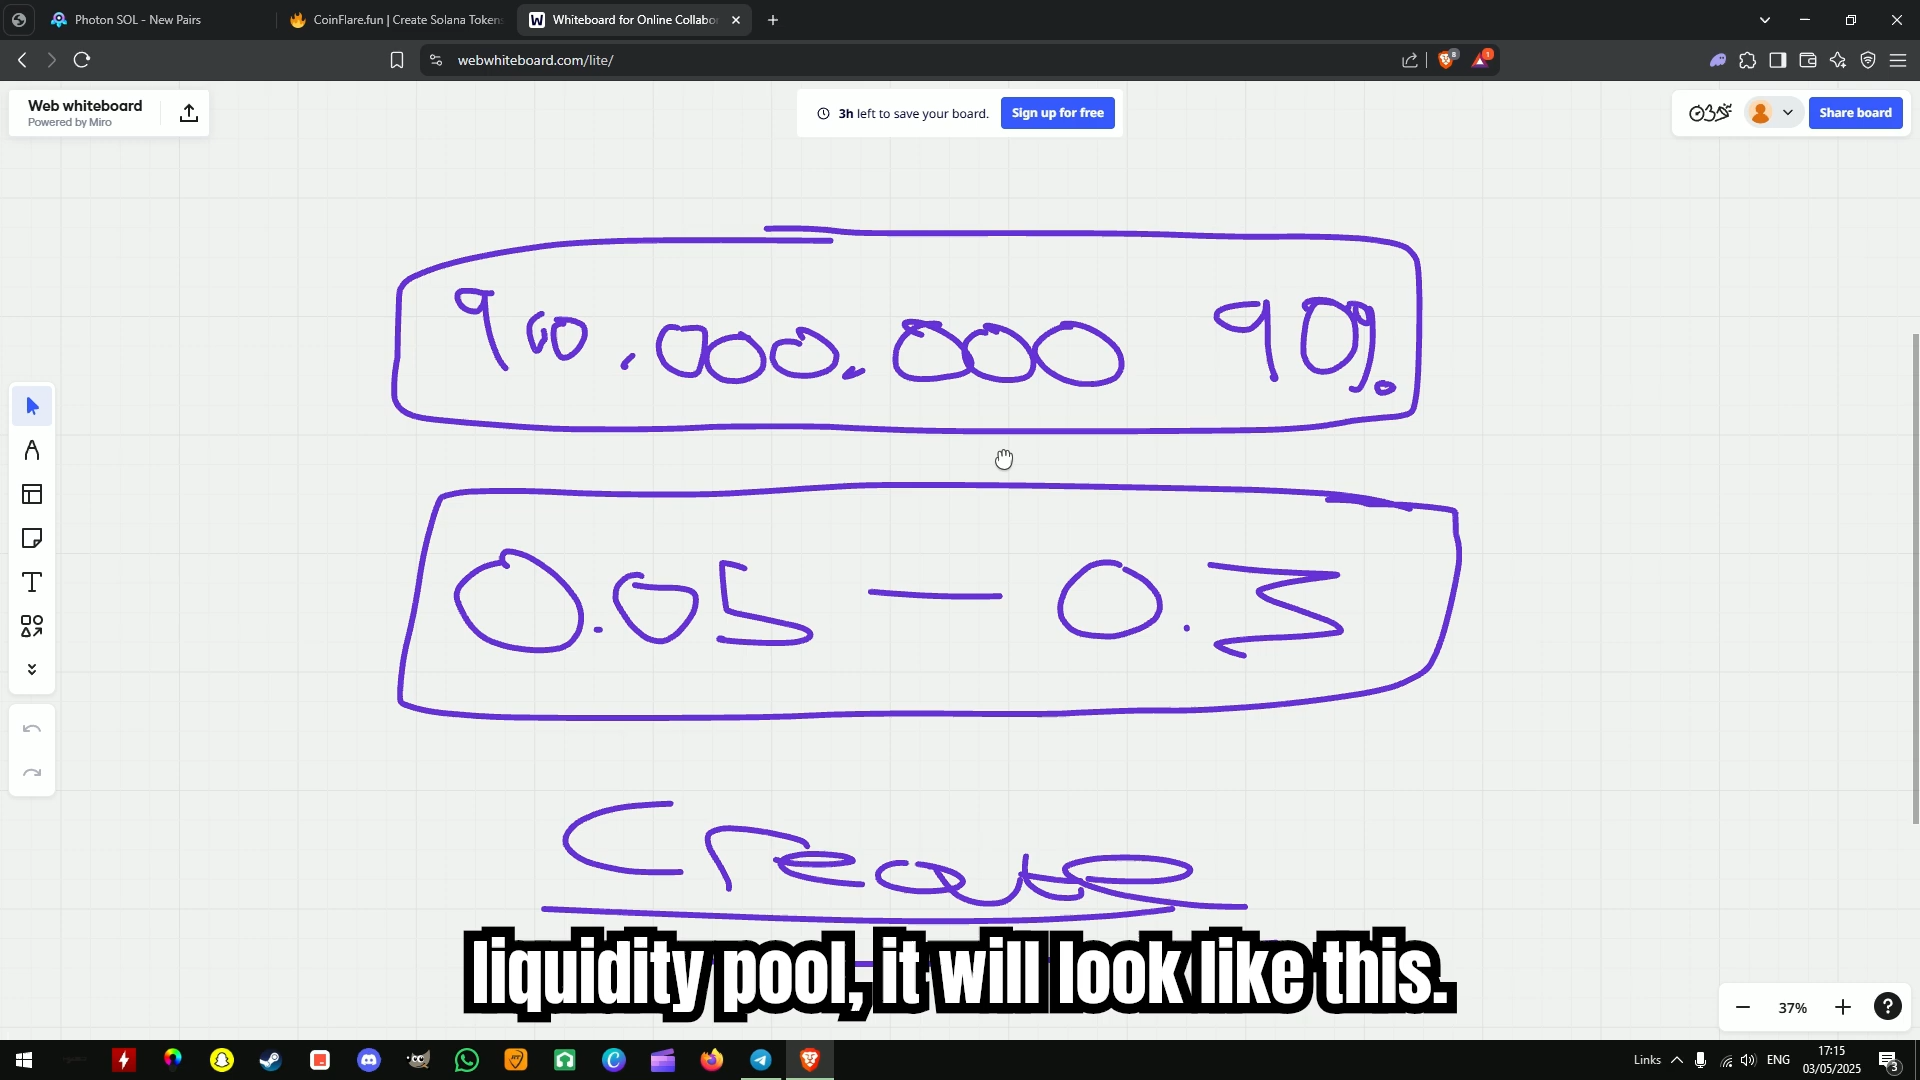 Photon SOL - New Pairs
CoinFlare.fun | Create Solana Token
Whiteboard for Online Collabo
webwhiteboard.com/lite/
8
1
Web whiteboard
Powered by Miro
3h left to save your board.
Sign up for free
Share board
900.000.000 90%
0.05 — 0.3
Create
liquidity pool, it will look like this.
37%
Links
ENG
17:15
03/05/2025
3